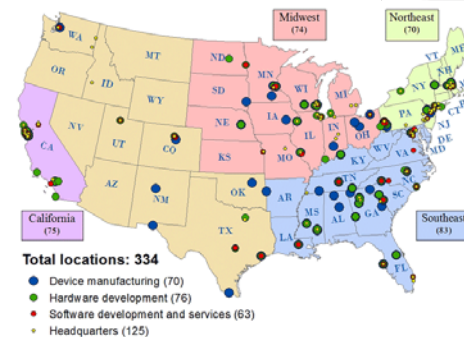 Midwest
(74)
Northeast
(70)
WA
MT
ND
MN
OR
ID
SD
WI
MI
VT
ME
NH
NY
CT
WY
NE
IA
IL
IN
OH
PA
NJ
DE
MD
CA
NV
UT
CO
KS
MO
KY
WV
VA
AZ
NM
OK
AR
TN
NC
SC
TX
LA
MS
AL
GA
FL
California
(75)
Southeast
(83)
Total locations: 334
Device manufacturing (70)
Hardware development (76)
Software development and services (63)
Headquarters (125)